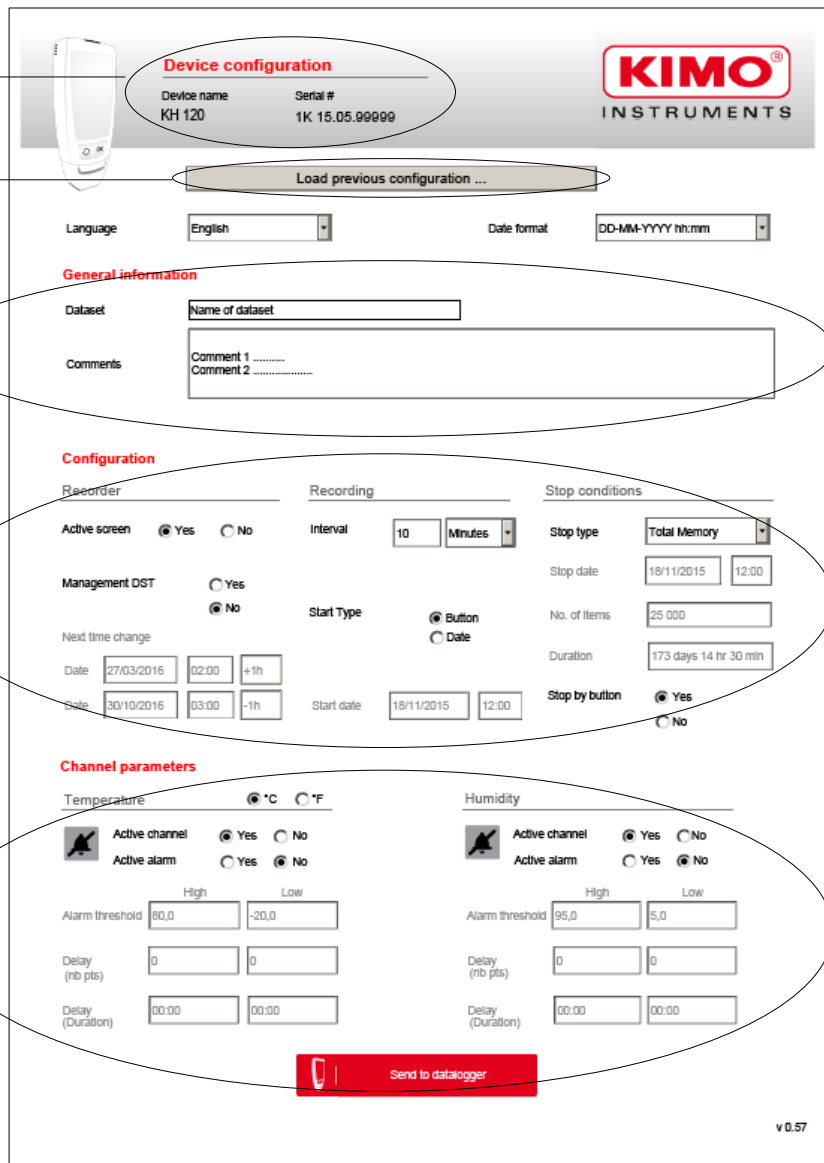 Device configuration
Device name Serial #
KH 120 1K 15.05.99999
KIMO®
INSTRUMENTS
OK
Load previous configuration ...
Language English Date format DD-MM-YYYY hh:mm
General information
Dataset Name of dataset
Comments
Comment 1 ..........
Comment 2 ...................
Configuration
Recorder Recording Stop conditions
Active screen Yes No Interval 10 Minutes Stop type Total Memory
Stop date 18/11/2015 12:00
Management DST Yes
No
Start Type Button
Date
No. of items 25 000
Next time change
Duration 173 days 14 hr 30 min
Date 27/03/2016 02:00 +1h
Date 30/10/2016 03:00 -1h Start date 18/11/2015 12:00
Stop by button Yes
No
Channel parameters
Temperature °C °F Humidity
Active channel Yes No Active channel Yes No
Active alarm Yes No Active alarm Yes No
High Low High Low
Alarm threshold 80,0 -20,0 Alarm threshold 95,0 5,0
Delay 0 0 Delay 0 0
(nb pts) (nb pts)
Delay 00:00 00:00 Delay 00:00 00:00
(Duration) (Duration)
Send to datalogger
v 0.57